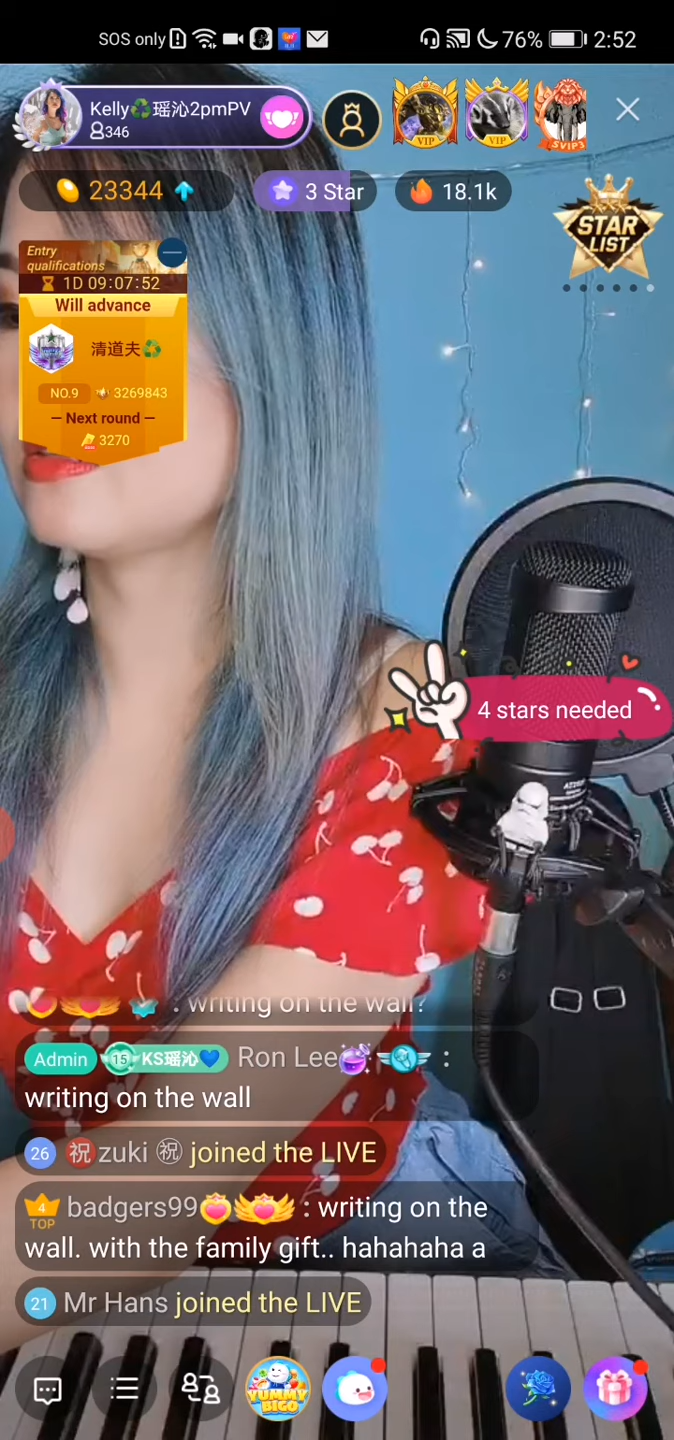 SOS only
76%
2:52
Kelly♻️瑶沁2pmPV
346
VIP
VIP
SVIP3
23344
3 Star
18.1k
STAR
LIST
Entry
qualifications
1D 09:07:52
Will advance
清道夫♻️
NO.9 3269843
— Next round —
3270
4 stars needed
: writing on the wall?
Admin 15 KS瑶沁💙 Ron Lee :
writing on the wall
26 ㊗️zuki ㊗ joined the LIVE
4 TOP badgers99 : writing on the
wall. with the family gift.. hahahaha a
21 Mr Hans joined the LIVE
YUMMY
BIGO